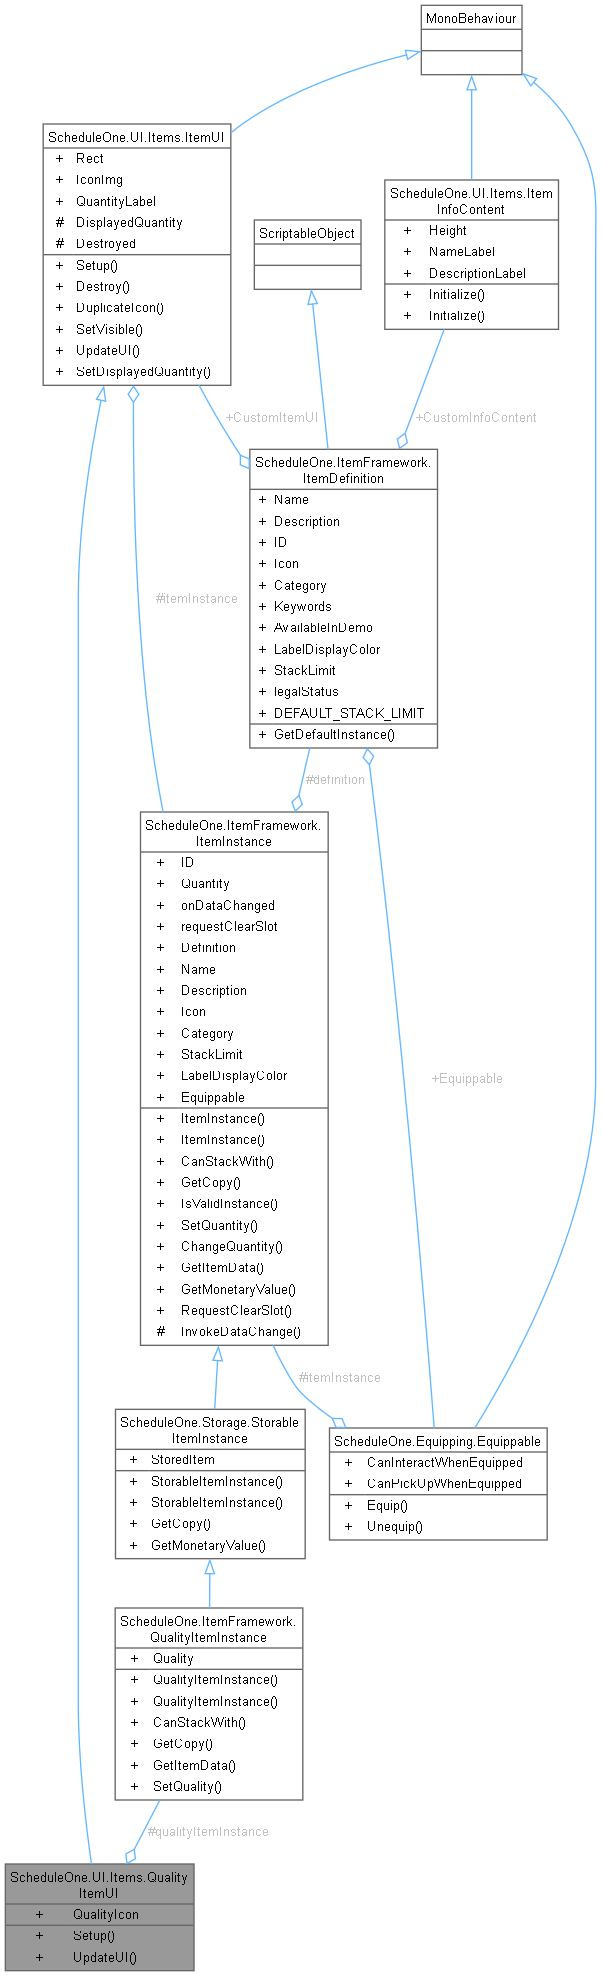 MonoBehaviour
ScheduleOne.UI.Items.ItemUI
+ Rect
+ IconImg
+ QuantityLabel
# DisplayedQuantity
# Destroyed
+ Setup()
+ Destroy()
+ DuplicateIcon()
+ SetVisible()
+ UpdateUI()
+ SetDisplayedQuantity()
ScheduleOne.UI.Items.Item
InfoContent
+ Height
+ NameLabel
+ DescriptionLabel
+ Initialize()
+ Initialize()
ScriptableObject
+CustomItemUI
+CustomInfoContent
ScheduleOne.ItemFramework.
ItemDefinition
+ Name
+ Description
+ ID
+ Icon
+ Category
+ Keywords
+ AvailableInDemo
+ LabelDisplayColor
+ StackLimit
+ legalStatus
+ DEFAULT_STACK_LIMIT
+ GetDefaultInstance()
#itemInstance
#definition
ScheduleOne.ItemFramework.
ItemInstance
+ ID
+ Quantity
+ onDataChanged
+ requestClearSlot
+ Definition
+ Name
+ Description
+ Icon
+ Category
+ StackLimit
+ LabelDisplayColor
+ Equippable
+ ItemInstance()
+ ItemInstance()
+ CanStackWith()
+ GetCopy()
+ IsValidInstance()
+ SetQuantity()
+ ChangeQuantity()
+ GetItemData()
+ GetMonetaryValue()
+ RequestClearSlot()
# InvokeDataChange()
+Equippable
#itemInstance
ScheduleOne.Storage.Storable
ItemInstance
+ StoredItem
+ StorableItemInstance()
+ StorableItemInstance()
+ GetCopy()
+ GetMonetaryValue()
ScheduleOne.Equipping.Equippable
+ CanInteractWhenEquipped
+ CanPickUpWhenEquipped
+ Equip()
+ Unequip()
ScheduleOne.ItemFramework.
QualityItemInstance
+ Quality
+ QualityItemInstance()
+ QualityItemInstance()
+ CanStackWith()
+ GetCopy()
+ GetItemData()
+ SetQuality()
#qualityItemInstance
ScheduleOne.UI.Items.Quality
ItemUI
+ QualityIcon
+ Setup()
+ UpdateUI()